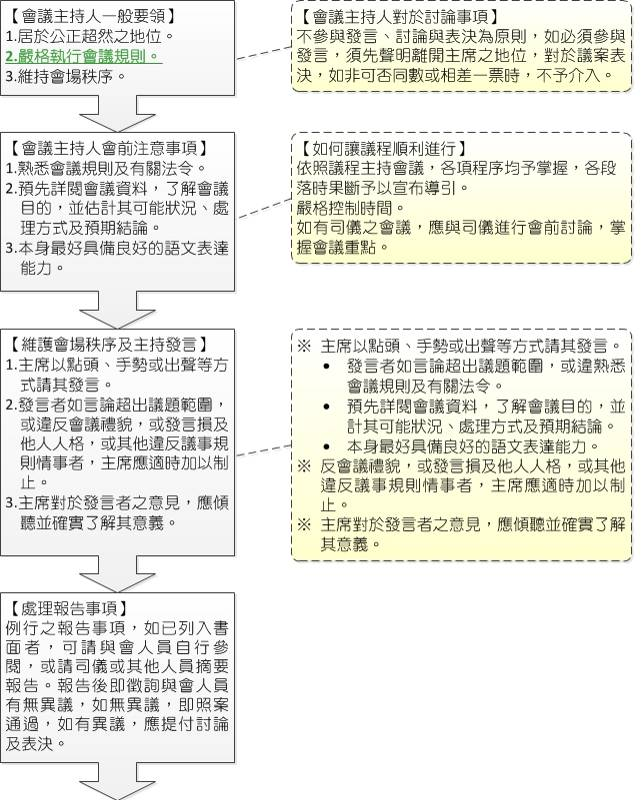 【會議主持人一般要領】
1.居於公正超然之地位。
2.嚴格執行會議規則。
3.維持會場秩序。
【會議主持人對於討論事項】
不參與發言、討論與表決為原則，如必須參與
發言，須先聲明離開主席之地位，對於議案表
決，如非可否同數或相差一票時，不予介入。
【會議主持人會前注意事項】
1.熟悉會議規則及有關法令。
2.預先詳閱會議資料，了解會議
目的，並估計其可能狀況、處
理方式及預期結論。
3.本身最好具備良好的語文表達
能力。
【如何讓議程順利進行】
依照議程主持會議，各項程序均予掌握，各段
落時果斷予以宣布導引。
嚴格控制時間。
如有司儀之會議，應與司儀進行會前討論，掌
握會議重點。
【維護會場秩序及主持發言】
1.主席以點頭、手勢或出聲等方
式請其發言。
2.發言者如言論超出議題範圍，
或違反會議禮貌，或發言損及
他人人格，或其他違反議事規
則情事者，主席應適時加以制
止。
3.主席對於發言者之意見，應傾
聽並確實了解其意義。
※ 主席以點頭、手勢或出聲等方式請其發言。
• 發言者如言論超出議題範圍，或違熟悉
會議規則及有關法令。
• 預先詳閱會議資料，了解會議目的，並
計其可能狀況、處理方式及預期結論。
• 本身最好具備良好的語文表達能力。
※ 反會議禮貌，或發言損及他人人格，或其他
違反議事規則情事者，主席應適時加以制
止。
※ 主席對於發言者之意見，應傾聽並確實了解
其意義。
【處理報告事項】
例行之報告事項，如已列入書
面者，可請與會人員自行參
閱，或請司儀或其他人員摘要
報告。報告後即徵詢與會人員
有無異議，如無異議，即照案
通過，如有異議，應提付討論
及表決。